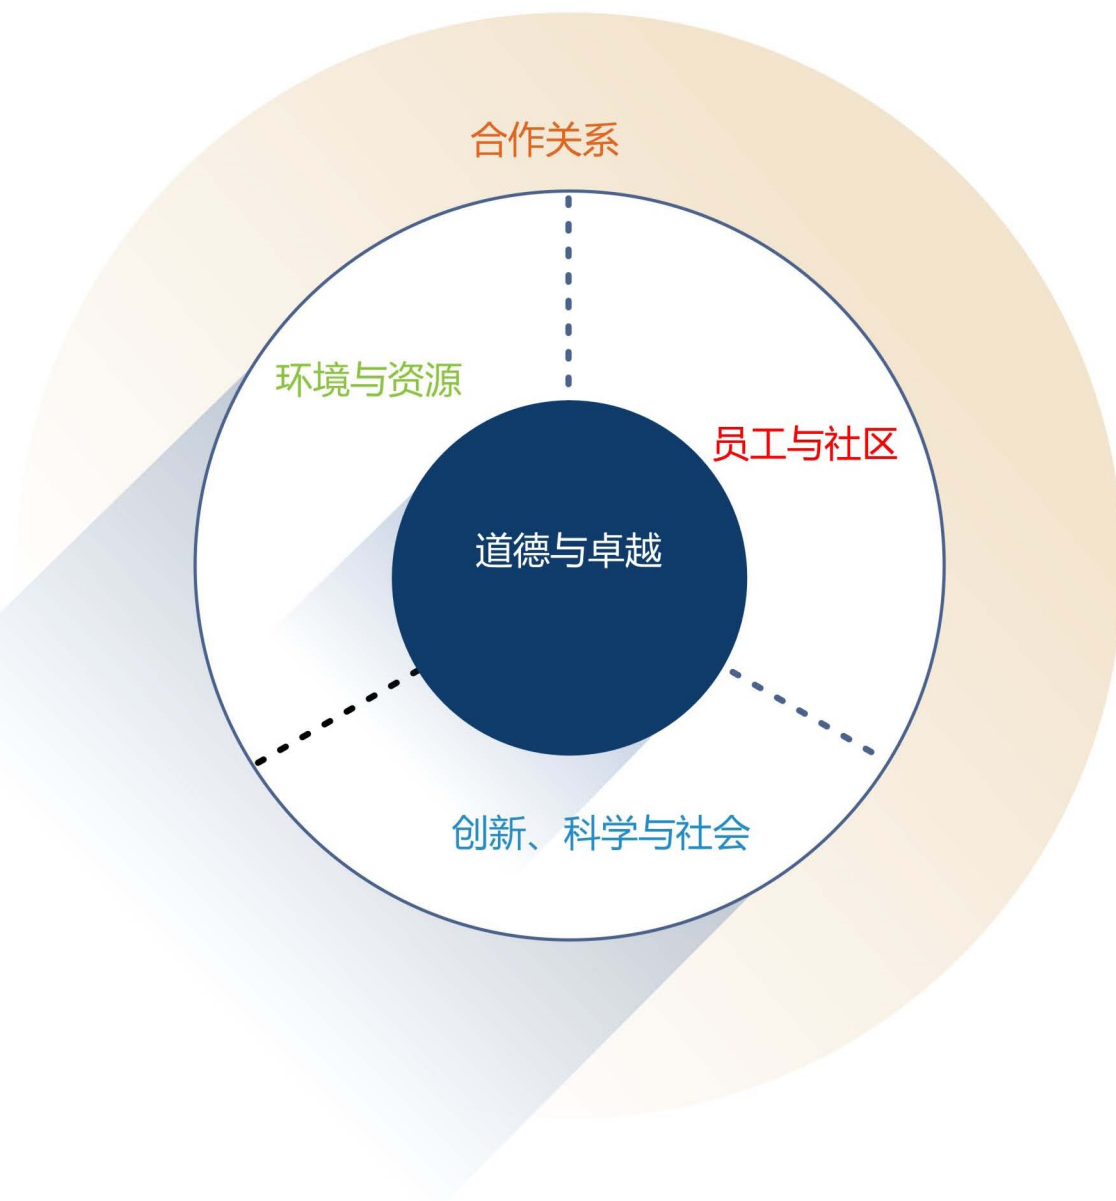 合作关系
环境与资源
员工与社区
道德与卓越
创新、科学与社会